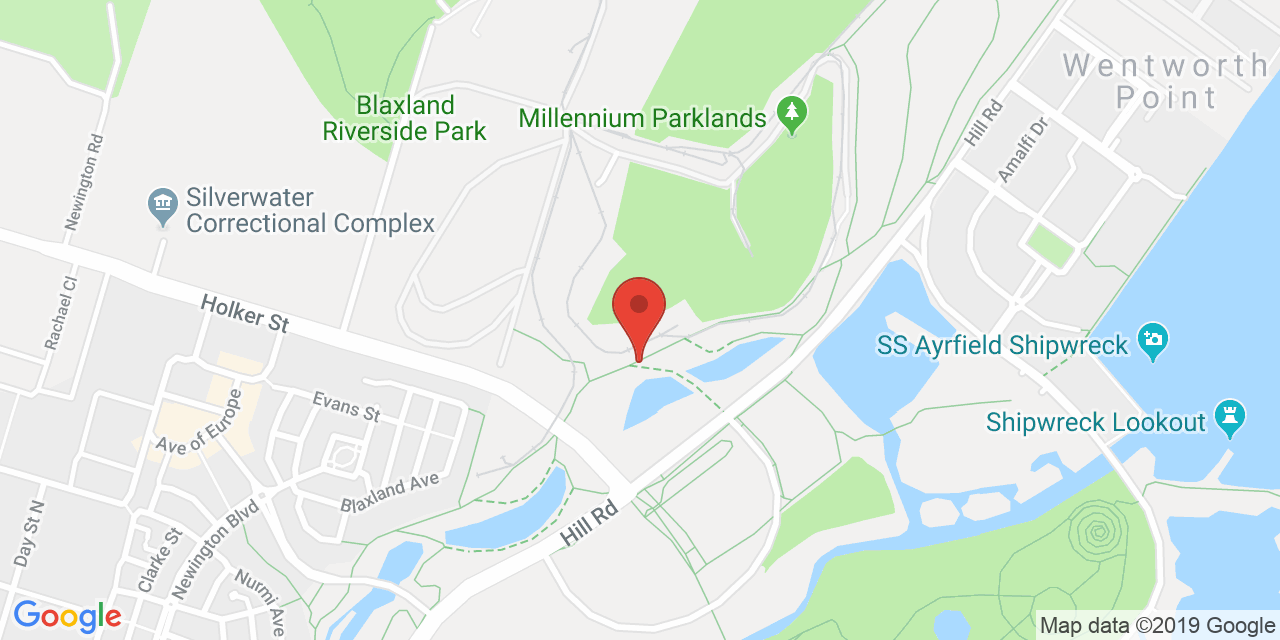 Wentworth
Point
Blaxland
Riverside Park
Millennium Parklands
Hill Rd
Amalfi Dr
Newington Rd
Silverwater
Correctional Complex
Rachael Cl
Holker St
SS Ayrfield Shipwreck
Evans St
Ave of Europe
Shipwreck Lookout
Blaxland Ave
Day St N
Clarke St
Newington Blvd
Hill Rd
Nurmi Ave
Google
Map data ©2019 Google